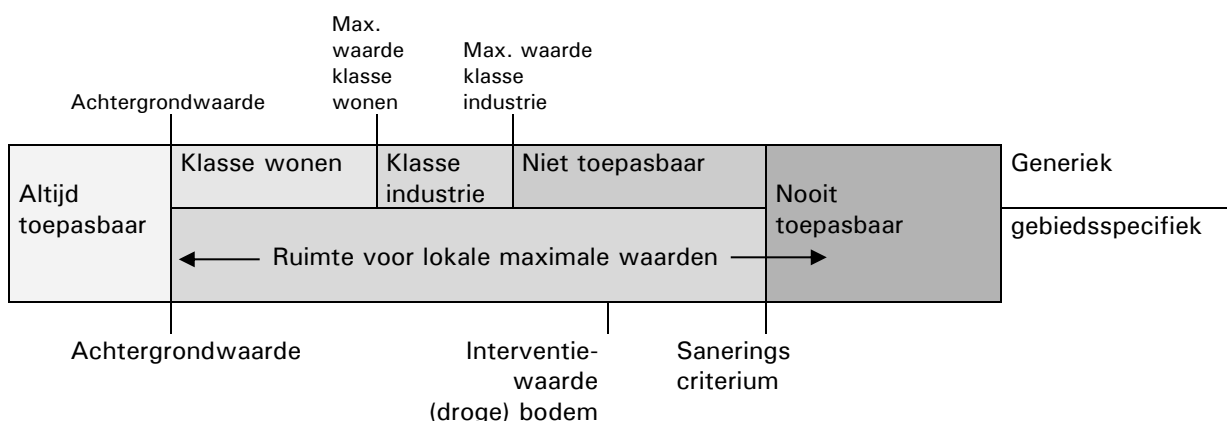 Max.
waarde
klasse
wonen
Max. waarde
klasse
industrie
Achtergrondwaarde
Altijd
toepasbaar
Klasse wonen
Klasse
industrie
Niet toepasbaar
Nooit
toepasbaar
Generiek
gebiedsspecifiek
Ruimte voor lokale maximale waarden
Achtergrondwaarde
Interventie-
waarde
(droge) bodem
Sanerings
criterium